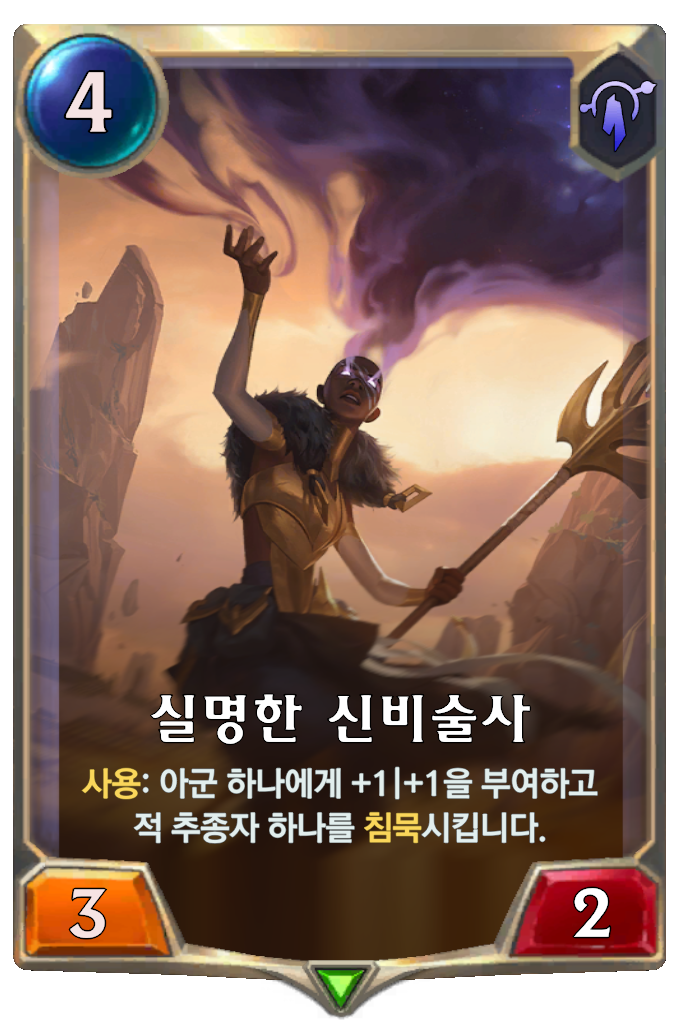 4
실명한 신비술사
사용: 아군 하나에게 +1|+1을 부여하고
적 추종자 하나를 침묵시킵니다.
3
2